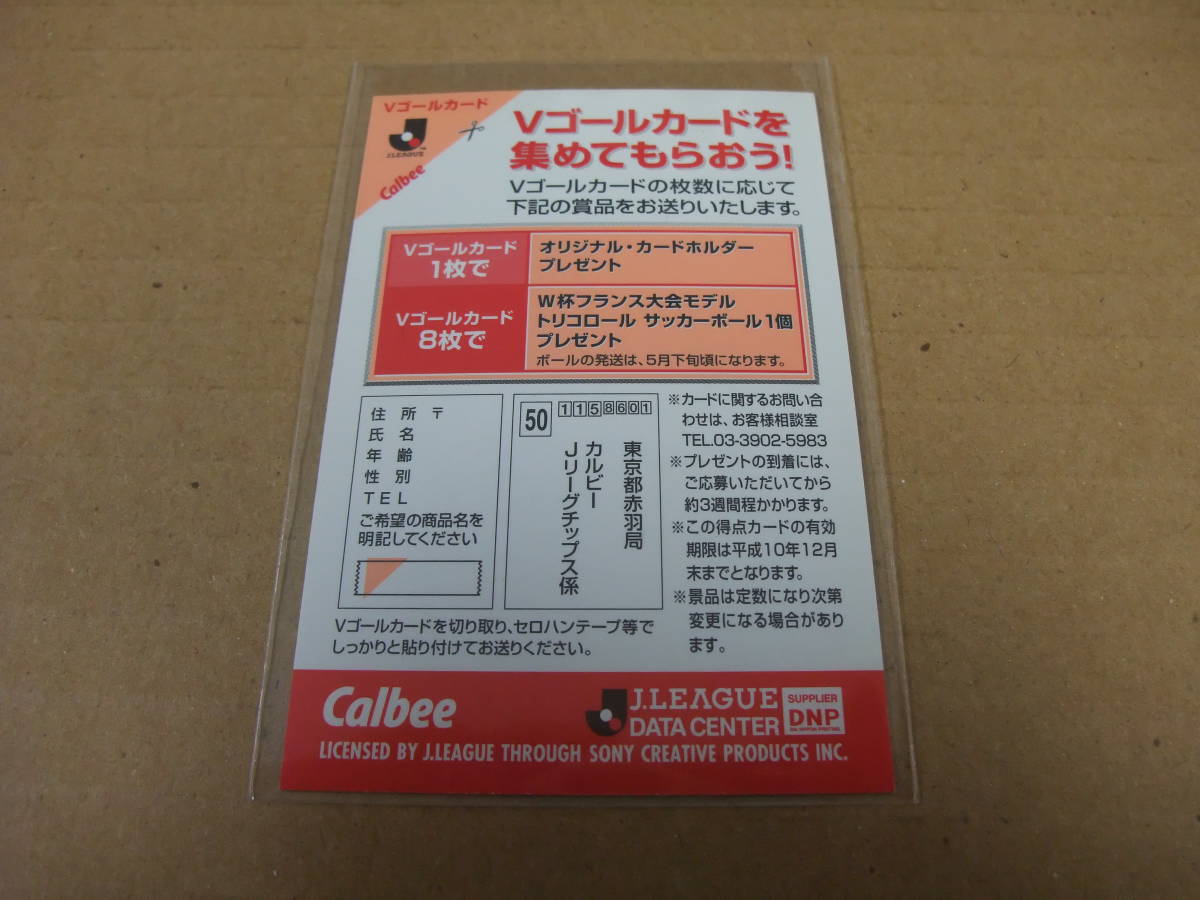 Vゴールカード
J.LEAGUE
Calbee
Vゴールカードを
集めてもらおう!
Vゴールカードの枚数に応じて
下記の賞品をお送りいたします。
Vゴールカード
1枚で
オリジナル・カードホルダー
プレゼント
Vゴールカード
8枚で
W杯フランス大会モデル
トリコロール サッカーボール1個
プレゼント
ボールの発送は、5月下旬頃になります。
住 所 〒
氏 名
年 齢
性 別
TEL
ご希望の商品名を
明記してください
50
1158601
東京都赤羽局
カルビー
Jリーグチップス係
※カードに関するお問い合
わせは、お客様相談室
TEL.03-3902-5983
※プレゼントの到着には、
ご応募いただいてから
約3週間程かかります。
※この得点カードの有効
期限は平成10年12月
末までとなります。
※景品は定数になり次第
変更になる場合があり
ます。
Vゴールカードを切り取り、セロハンテープ等で
しっかりと貼り付けてお送りください。
Calbee
J.LEAGUE
DATA CENTER
SUPPLIER
DNP
LICENSED BY J.LEAGUE THROUGH SONY CREATIVE PRODUCTS INC.